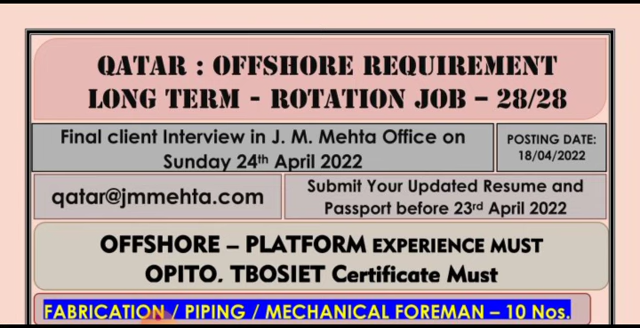 QATAR : OFFSHORE REQUIREMENT
LONG TERM - ROTATION JOB – 28/28
Final client Interview in J. M. Mehta Office on
Sunday 24th April 2022
POSTING DATE:
18/04/2022
qatar@jmmehta.com
Submit Your Updated Resume and
Passport before 23rd April 2022
OFFSHORE – PLATFORM EXPERIENCE MUST
OPITO. TBOSIET Certificate Must
FABRICATION / PIPING / MECHANICAL FOREMAN – 10 Nos.